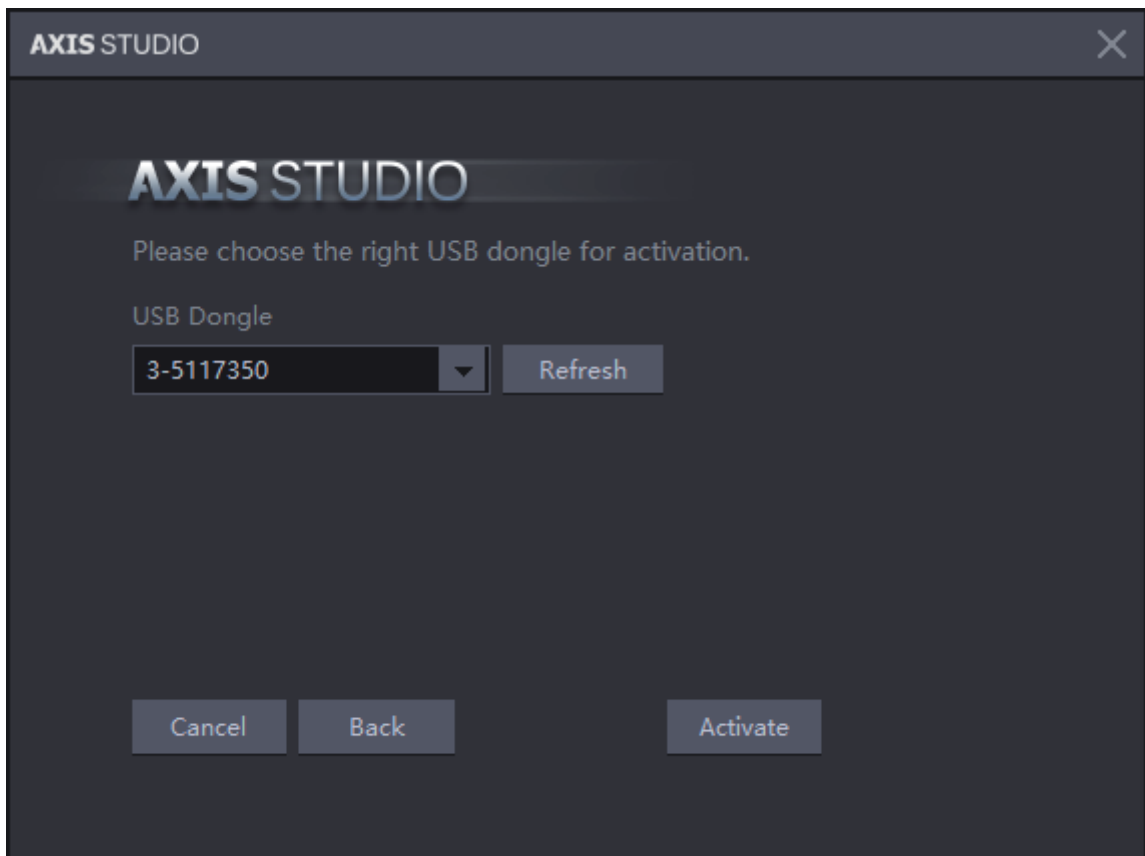 AXIS STUDIO
AXIS STUDIO
Please choose the right USB dongle for activation.
USB Dongle
3-5117350
Refresh
Cancel
Back
Activate